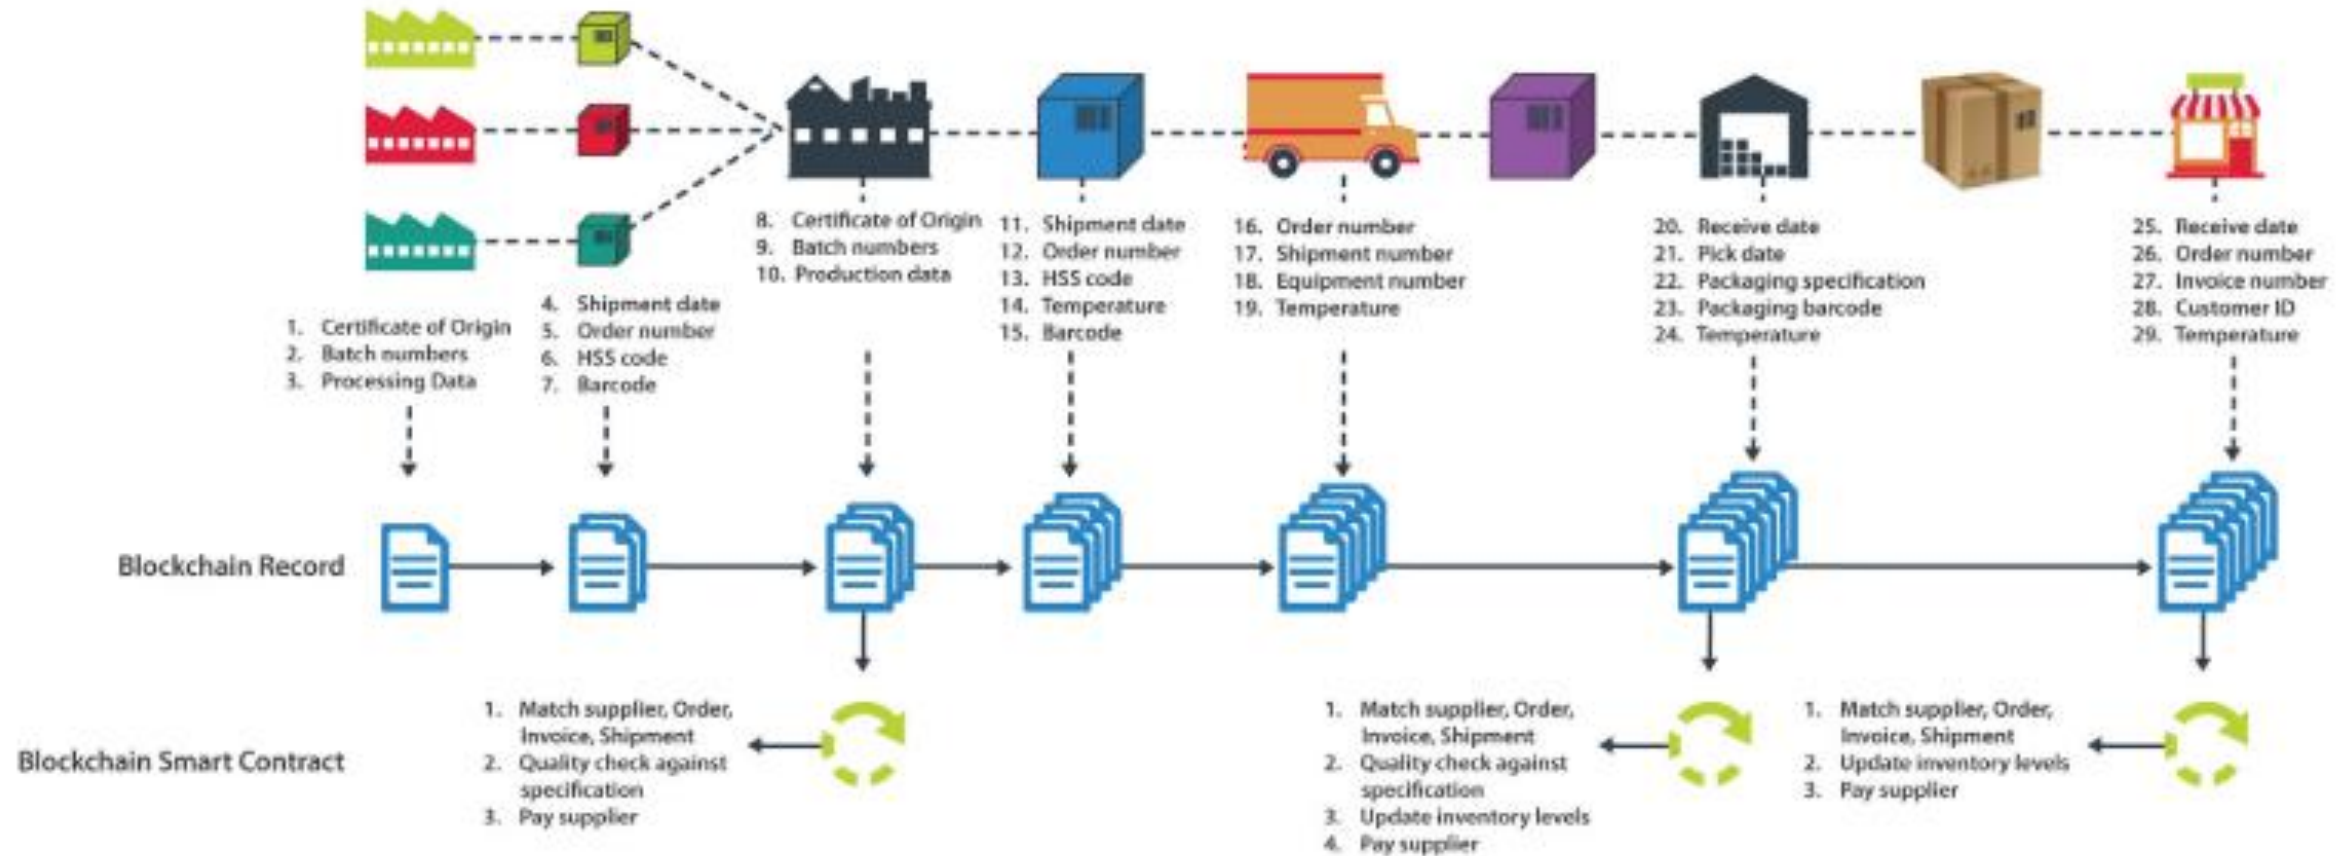 1. Certificate of Origin
2. Batch numbers
3. Processing Data
4. Shipment date
5. Order number
6. HSS code
7. Barcode
8. Certificate of Origin
9. Batch numbers
10. Production data
11. Shipment date
12. Order number
13. HSS code
14. Temperature
15. Barcode
16. Order number
17. Shipment number
18. Equipment number
19. Temperature
20. Receive date
21. Pick date
22. Packaging specification
23. Packaging barcode
24. Temperature
25. Receive date
26. Order number
27. Invoice number
28. Customer ID
29. Temperature
Blockchain Record
Blockchain Smart Contract
1. Match supplier, Order,
Invoice, Shipment
2. Quality check against
specification
3. Pay supplier
1. Match supplier, Order,
Invoice, Shipment
2. Quality check against
specification
3. Update inventory levels
4. Pay supplier
1. Match supplier, Order,
Invoice, Shipment
2. Update inventory levels
3. Pay supplier